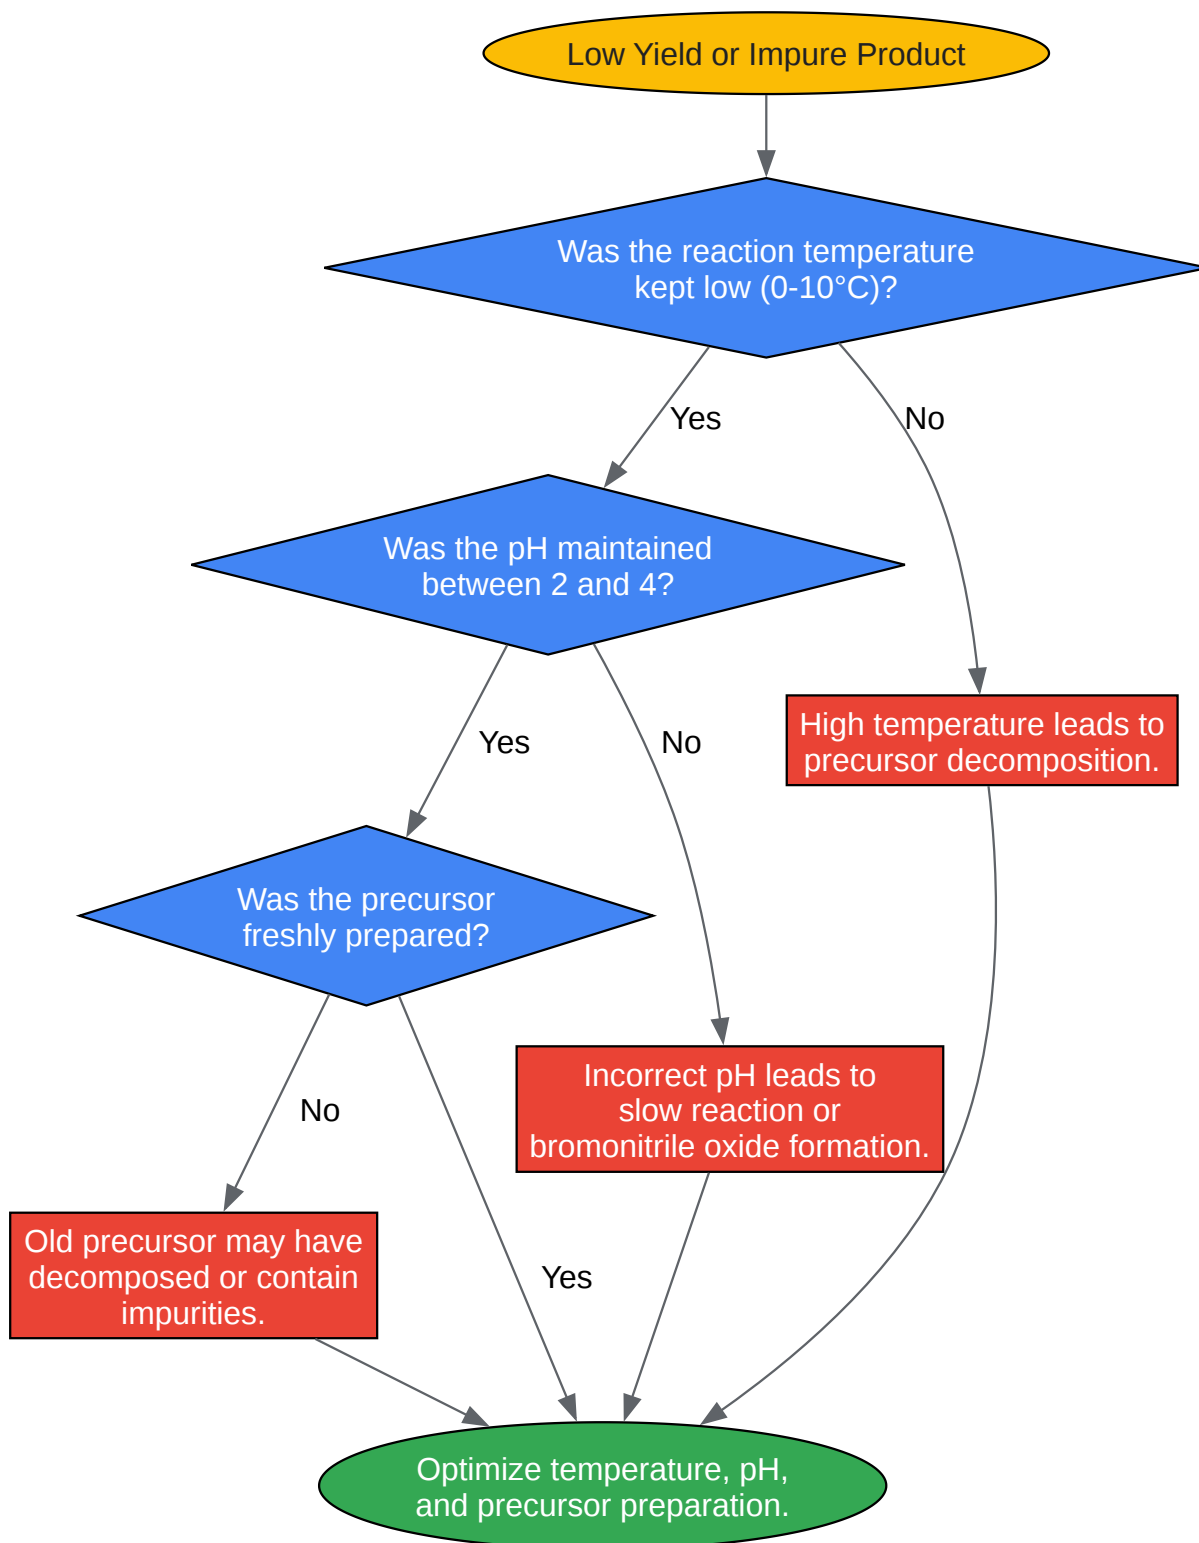 Low Yield or Impure Product
Was the reaction temperature
kept low (0-10°C)?
Yes
No
Was the pH maintained
between 2 and 4?
Yes
No
High temperature leads to
precursor decomposition.
Was the precursor
freshly prepared?
No
Yes
Incorrect pH leads to
slow reaction or
bromonitrile oxide formation.
Old precursor may have
decomposed or contain
impurities.
Optimize temperature, pH,
and precursor preparation.